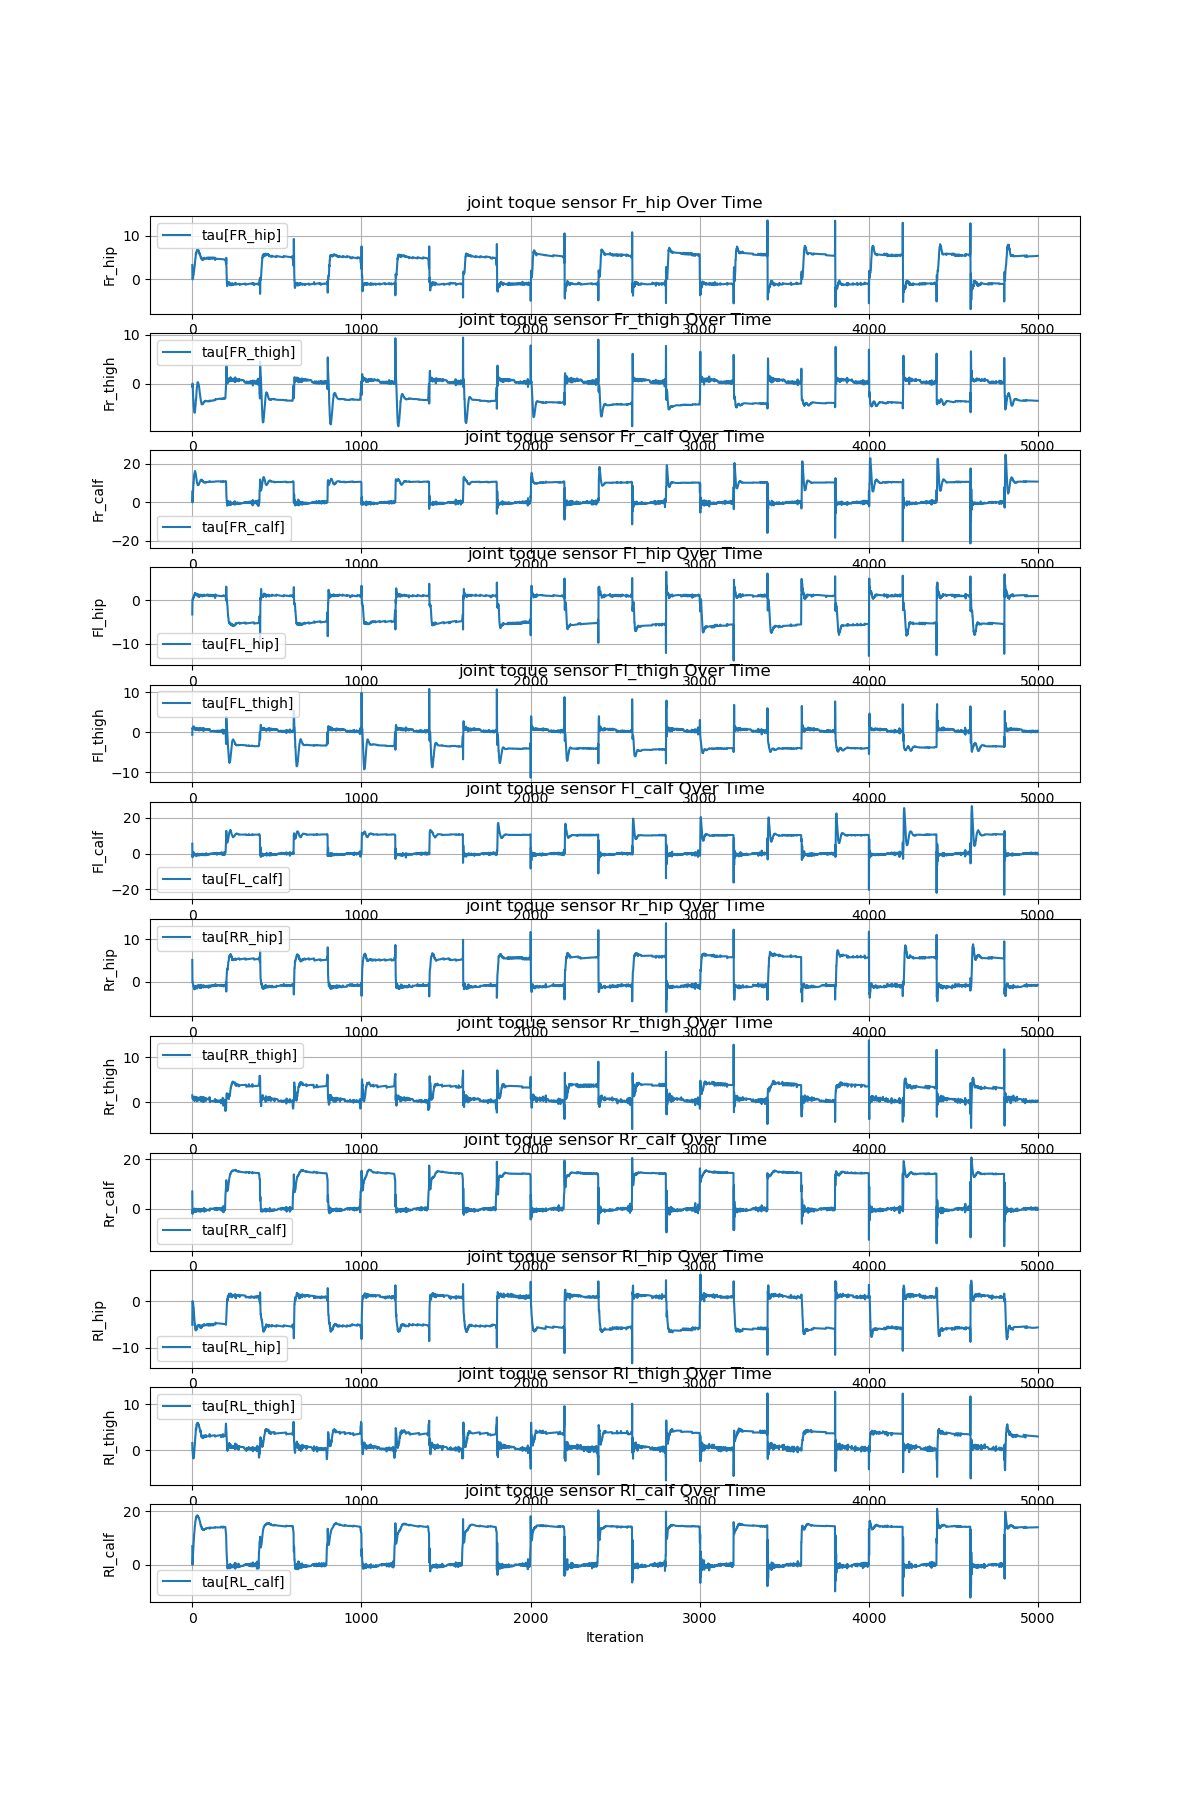 joint toque sensor Fr_hip Over Time
10
0
Fr_hip
tau[FR_hip]
0 1000 2000 3000 4000 5000
joint toque sensor Fr_thigh Over Time
10
0
Fr_thigh
tau[FR_thigh]
0 1000 2000 3000 4000 5000
joint toque sensor Fr_calf Over Time
20
0
−20
Fr_calf
tau[FR_calf]
0 1000 2000 3000 4000 5000
joint toque sensor Fl_hip Over Time
0
−10
Fl_hip
tau[FL_hip]
0 1000 2000 3000 4000 5000
joint toque sensor Fl_thigh Over Time
10
0
−10
Fl_thigh
tau[FL_thigh]
0 1000 2000 3000 4000 5000
joint toque sensor Fl_calf Over Time
20
0
−20
Fl_calf
tau[FL_calf]
0 1000 2000 3000 4000 5000
joint toque sensor Rr_hip Over Time
10
0
Rr_hip
tau[RR_hip]
0 1000 2000 3000 4000 5000
joint toque sensor Rr_thigh Over Time
10
0
Rr_thigh
tau[RR_thigh]
0 1000 2000 3000 4000 5000
joint toque sensor Rr_calf Over Time
20
0
Rr_calf
tau[RR_calf]
0 1000 2000 3000 4000 5000
joint toque sensor Rl_hip Over Time
0
−10
Rl_hip
tau[RL_hip]
0 1000 2000 3000 4000 5000
joint toque sensor Rl_thigh Over Time
10
0
Rl_thigh
tau[RL_thigh]
0 1000 2000 3000 4000 5000
joint toque sensor Rl_calf Over Time
20
0
Rl_calf
tau[RL_calf]
0 1000 2000 3000 4000 5000
Iteration